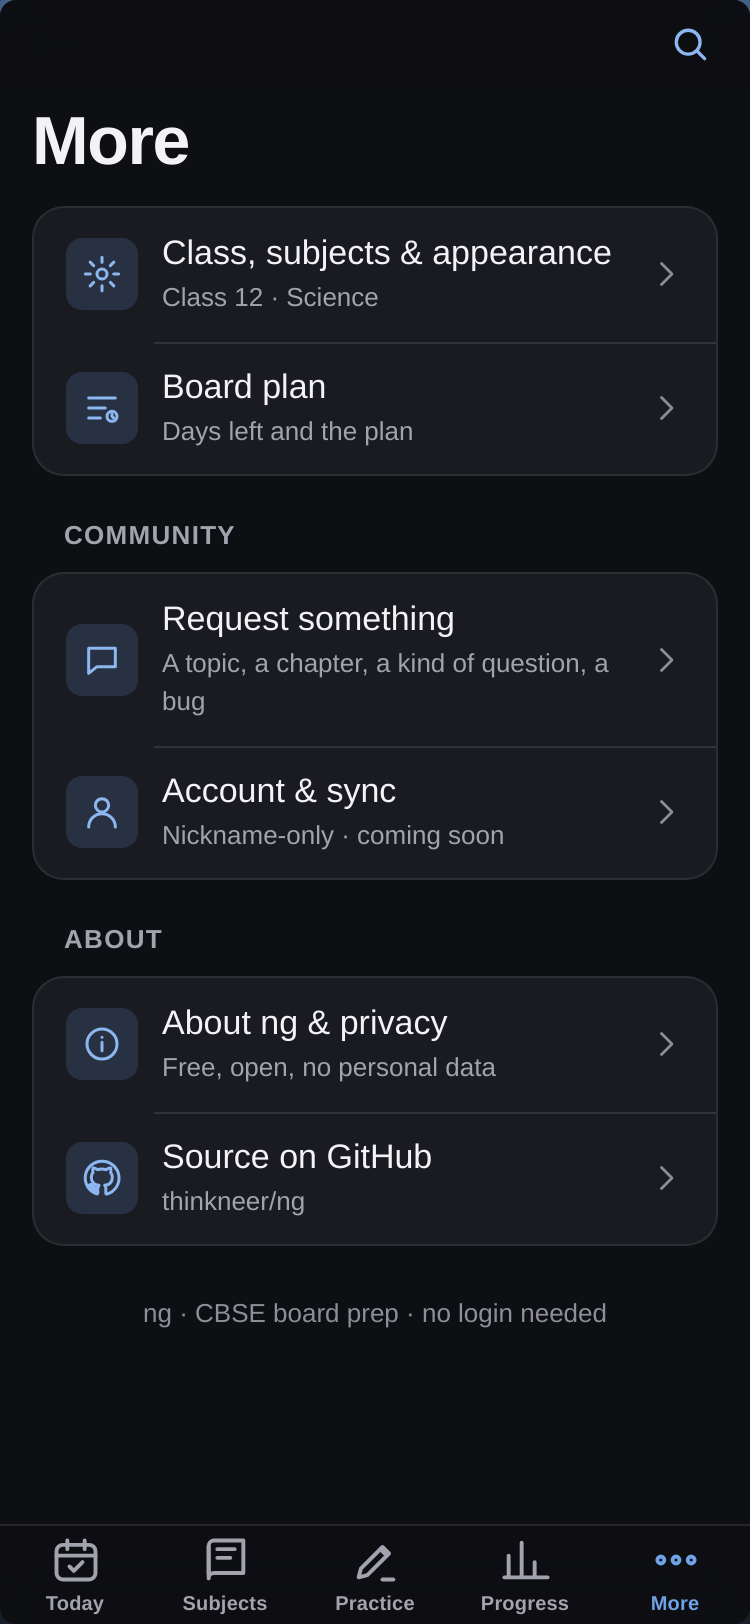 More
Class, subjects & appearance
Class 12 · Science
Board plan
Days left and the plan
COMMUNITY
Request something
A topic, a chapter, a kind of question, a
bug
Account & sync
Nickname-only · coming soon
ABOUT
About ng & privacy
Free, open, no personal data
Source on GitHub
thinkneer/ng
ng · CBSE board prep · no login needed
Today
Subjects
Practice
Progress
More